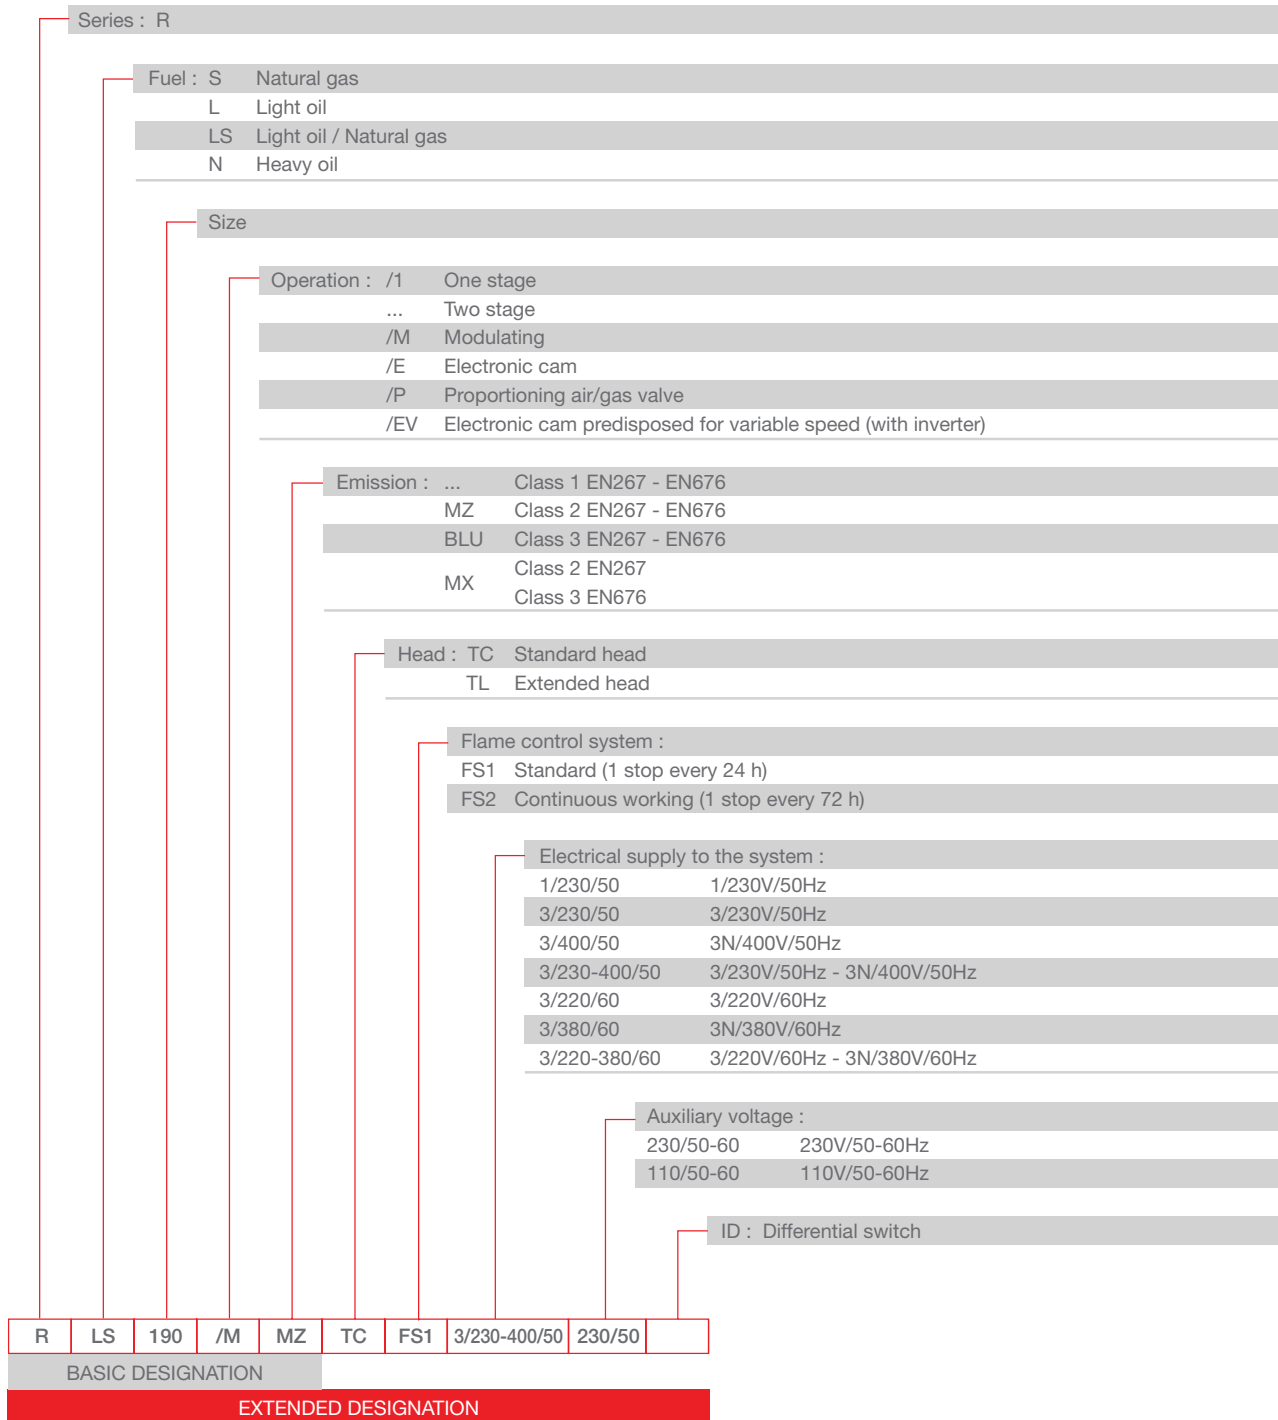 Series : R
Fuel : S Natural gas
L Light oil
LS Light oil / Natural gas
N Heavy oil
Size
Operation : /1 One stage
... Two stage
/M Modulating
/E Electronic cam
/P Proportioning air/gas valve
/EV Electronic cam predisposed for variable speed (with inverter)
Emission : ... Class 1 EN267 - EN676
MZ Class 2 EN267 - EN676
BLU Class 3 EN267 - EN676
MX Class 2 EN267
Class 3 EN676
Head : TC Standard head
TL Extended head
Flame control system :
FS1 Standard (1 stop every 24 h)
FS2 Continuous working (1 stop every 72 h)
Electrical supply to the system :
1/230/50 1/230V/50Hz
3/230/50 3/230V/50Hz
3/400/50 3N/400V/50Hz
3/230-400/50 3/230V/50Hz - 3N/400V/50Hz
3/220/60 3/220V/60Hz
3/380/60 3N/380V/60Hz
3/220-380/60 3/220V/60Hz - 3N/380V/60Hz
Auxiliary voltage :
230/50-60 230V/50-60Hz
110/50-60 110V/50-60Hz
ID : Differential switch
R LS 190 /M MZ TC FS1 3/230-400/50 230/50
BASIC DESIGNATION
EXTENDED DESIGNATION